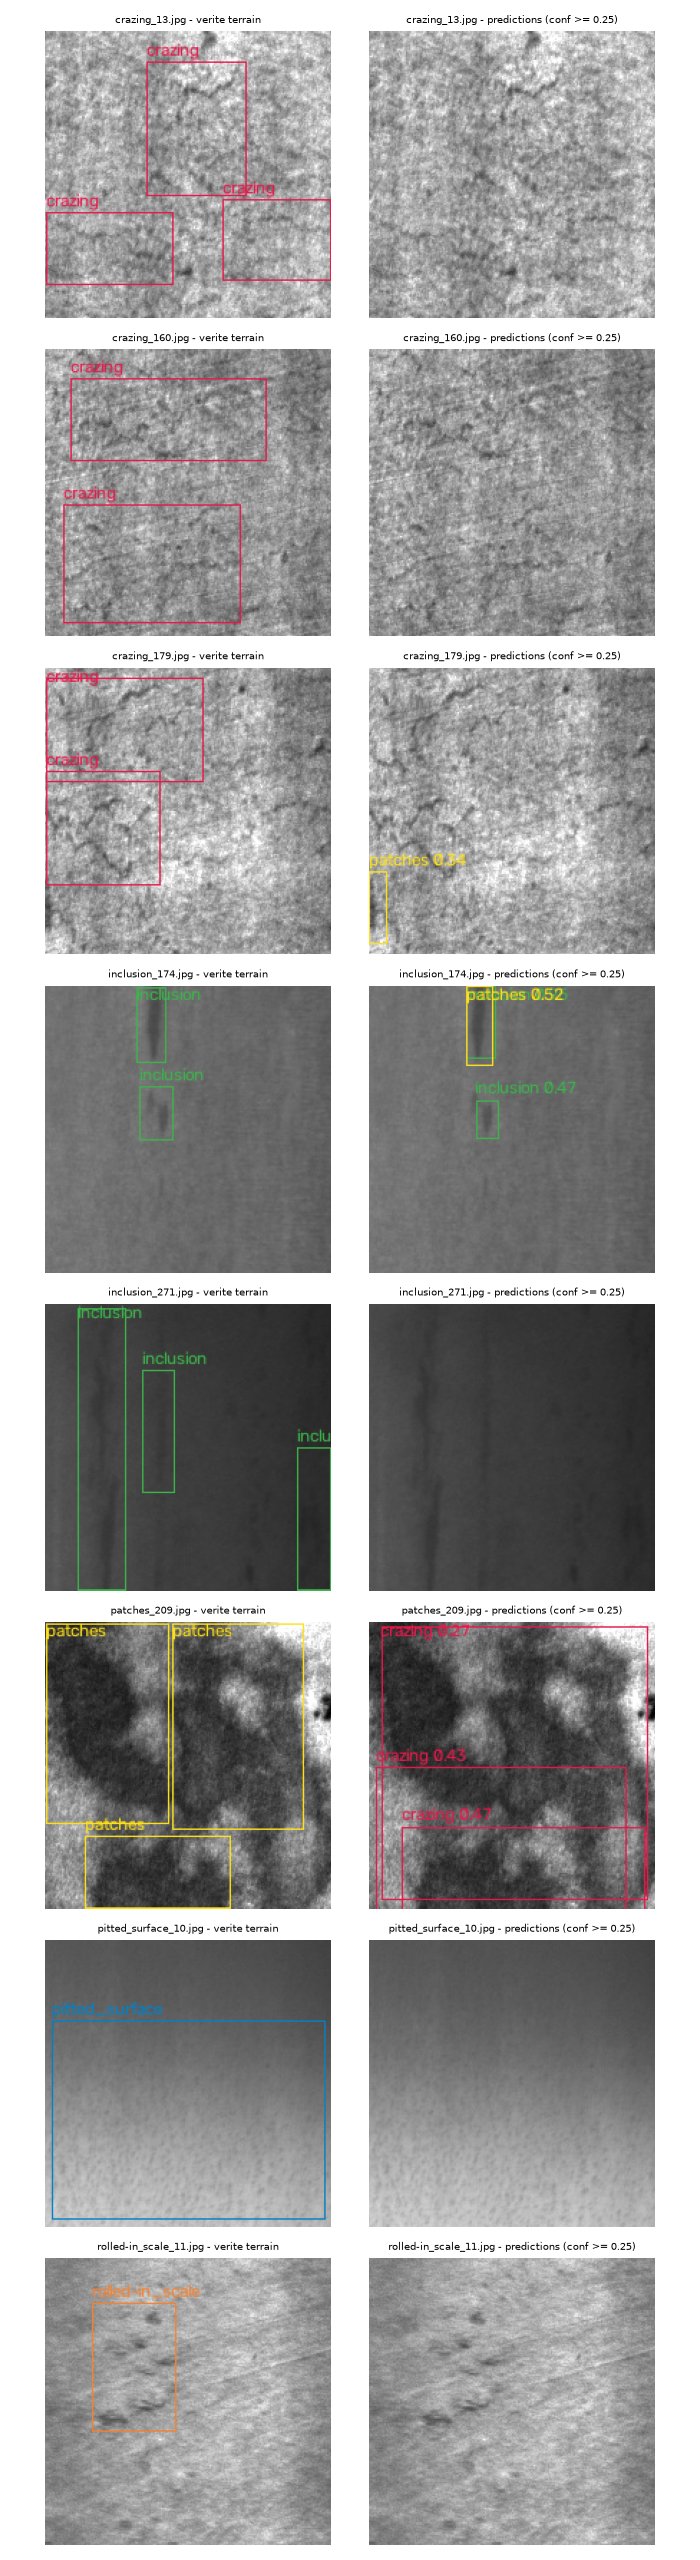 crazing_13.jpg - verite terrain
crazing_13.jpg - predictions (conf >= 0.25)
crazing
crazing
crazing
crazing_160.jpg - verite terrain
crazing_160.jpg - predictions (conf >= 0.25)
crazing
crazing
crazing_179.jpg - verite terrain
crazing_179.jpg - predictions (conf >= 0.25)
crazing
crazing
patches 0.34
inclusion_174.jpg - verite terrain
inclusion_174.jpg - predictions (conf >= 0.25)
inclusion
patches 0.52
inclusion
inclusion 0.47
inclusion_271.jpg - verite terrain
inclusion_271.jpg - predictions (conf >= 0.25)
inclusion
inclusion
inclu
patches_209.jpg - verite terrain
patches_209.jpg - predictions (conf >= 0.25)
patches
patches
crazing 0.27
crazing 0.43
crazing 0.47
patches
pitted_surface_10.jpg - verite terrain
pitted_surface_10.jpg - predictions (conf >= 0.25)
pitted_surface
rolled-in_scale_11.jpg - verite terrain
rolled-in_scale_11.jpg - predictions (conf >= 0.25)
rolled-in_scale